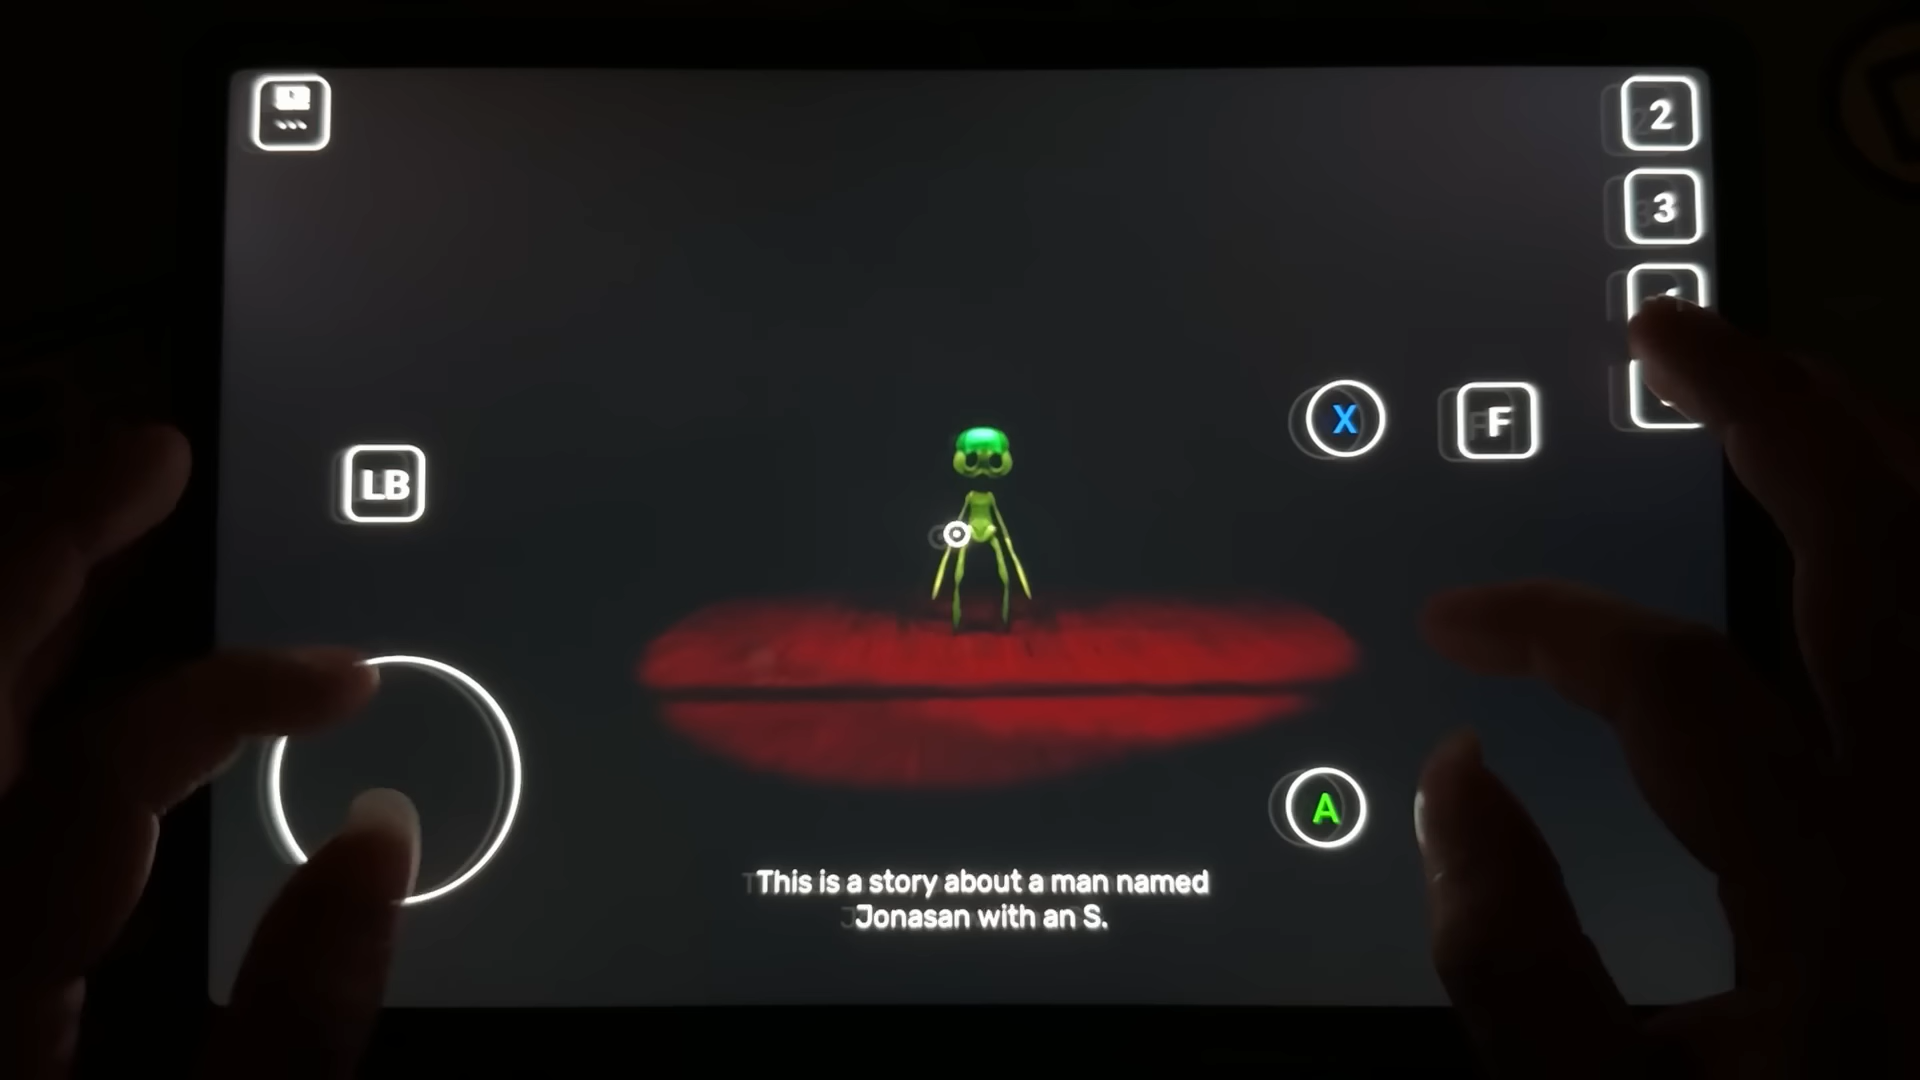 2
3
X
F
LB
A
This is a story about a man named
Jonasan with an S.